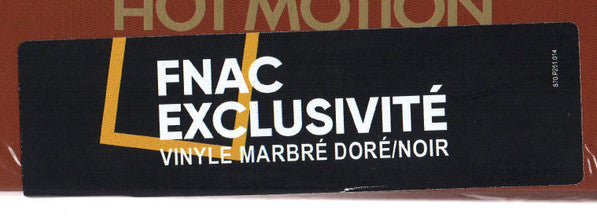 HOT MOTION
FNAC
EXCLUSIVITÉ
VINYLE MARBRÉ DORÉ/NOIR